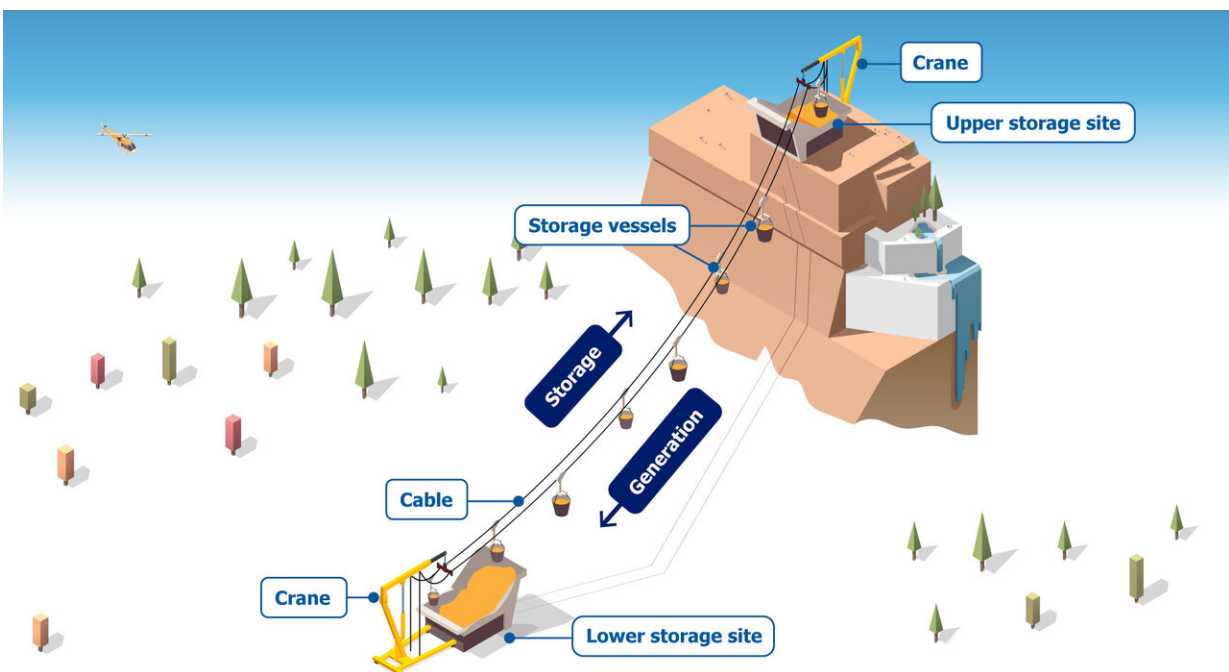 Crane
Upper storage site
Storage vessels
Storage
Generation
Cable
Crane
Lower storage site